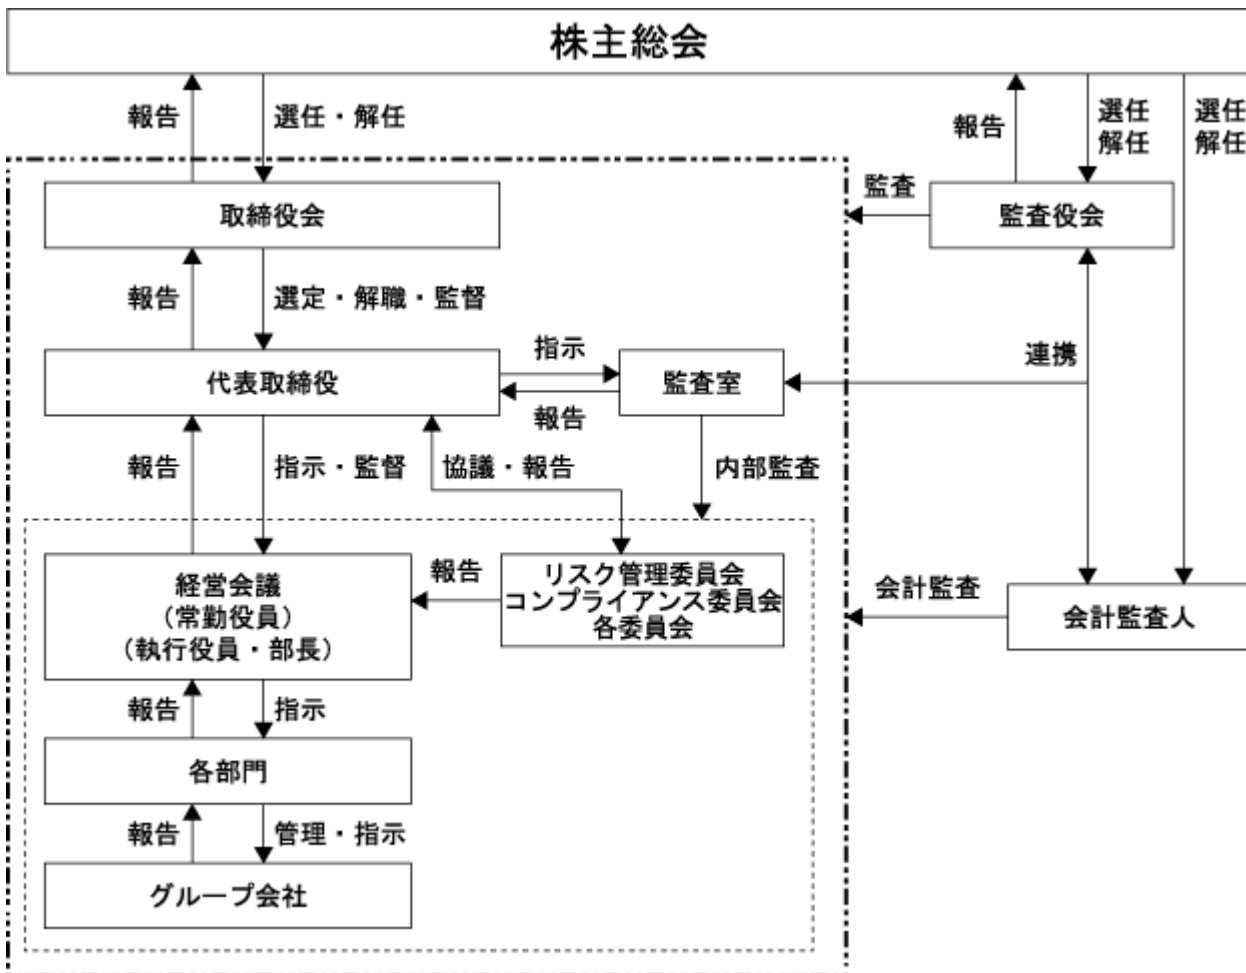 株主総会
報告
選任・解任
報告
選任
解任
選任
解任
取締役会
監査
監査役会
報告
選定・解職・監督
代表取締役
指示
報告
監査室
連携
報告
指示・監督
協議・報告
内部監査
経営会議
（常勤役員）
（執行役員・部長）
報告
リスク管理委員会
コンプライアンス委員会
各委員会
会計監査
会計監査人
報告
指示
各部門
報告
管理・指示
グループ会社